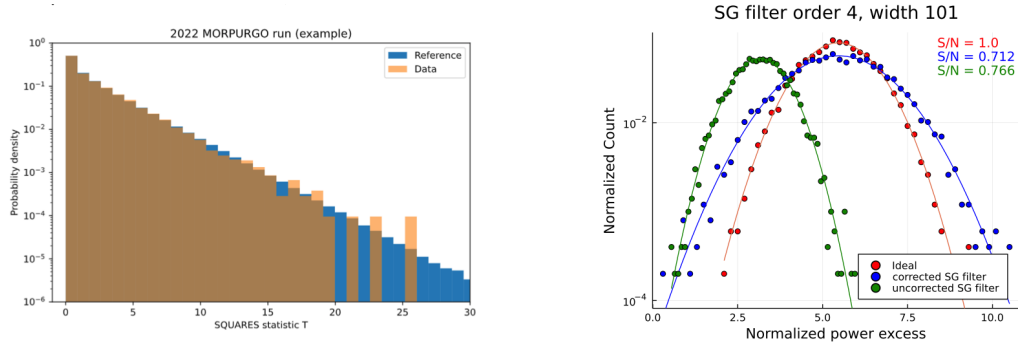 2022 MORPURGO run (example)
Reference
Data
10⁰
10⁻¹
10⁻²
10⁻³
10⁻⁴
10⁻⁵
10⁻⁶
Probability density
0 5 10 15 20 25 30
SQUARES statistic T
SG filter order 4, width 101
S/N = 1.0
S/N = 0.712
S/N = 0.766
10⁻²
10⁻⁴
Normalized Count
Ideal
corrected SG filter
uncorrected SG filter
0.0 2.5 5.0 7.5 10.0
Normalized power excess